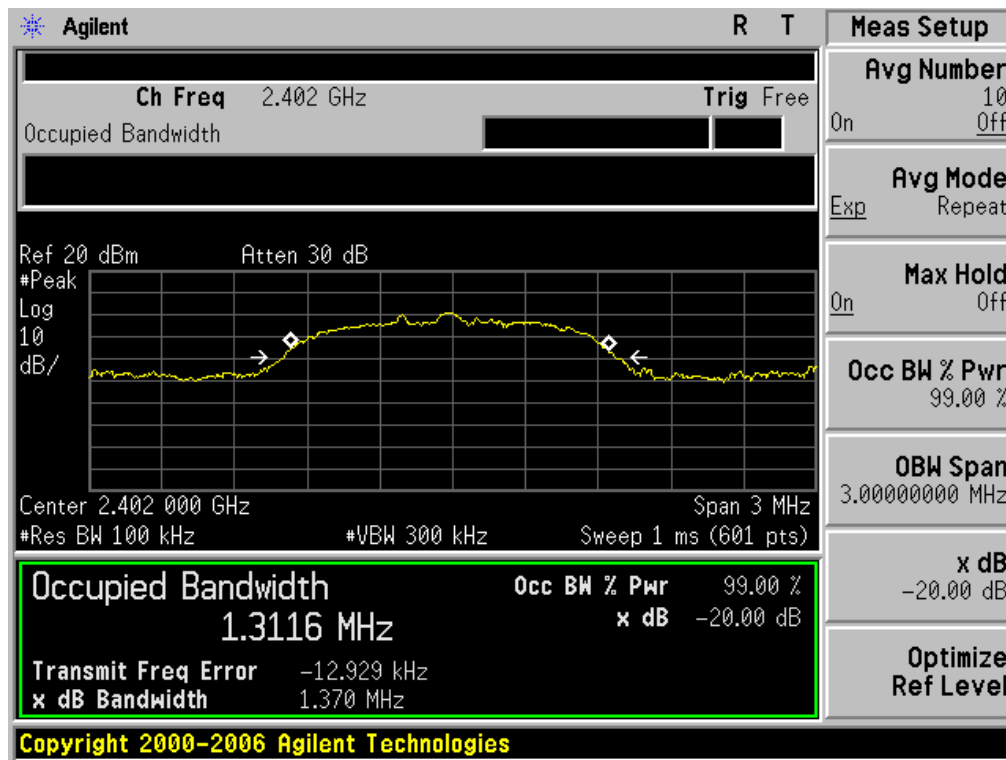 Agilent R T
Ch Freq 2.402 GHz Trig Free
Occupied Bandwidth
Ref 20 dBm Atten 30 dB
#Peak
Log
10
dB/
Center 2.402 000 GHz Span 3 MHz
#Res BW 100 kHz #VBW 300 kHz Sweep 1 ms (601 pts)
Occupied Bandwidth Occ BW % Pwr 99.00 %
1.3116 MHz x dB -20.00 dB
Transmit Freq Error -12.929 kHz
x dB Bandwidth 1.370 MHz
Copyright 2000-2006 Agilent Technologies
Meas Setup
Avg Number
10
On Off
Avg Mode
Exp Repeat
Max Hold
On Off
Occ BW % Pwr
99.00 %
OBW Span
3.00000000 MHz
x dB
-20.00 dB
Optimize
Ref Level